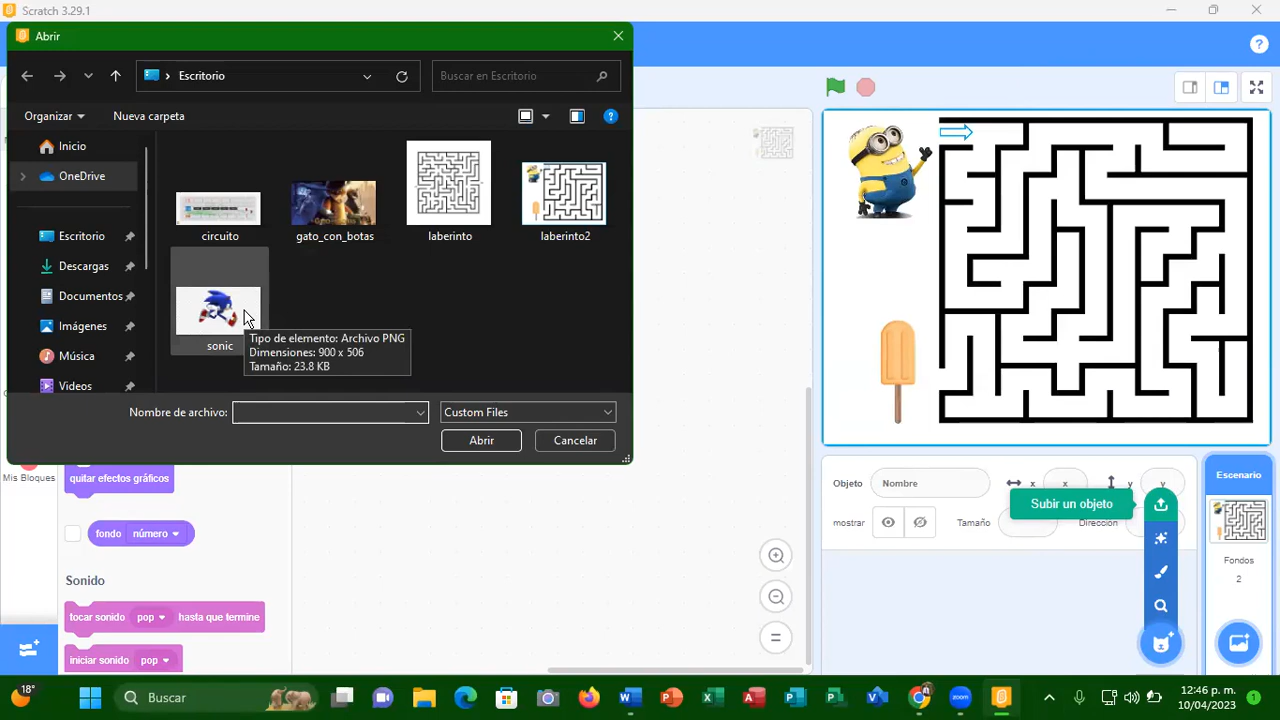 Scratch 3.29.1
Abrir
Escritorio
Buscar en Escritorio
Organizar
Nueva carpeta
Inicio
OneDrive
Escritorio
Descargas
Documentos
Imágenes
Música
Videos
circuito
gato_con_botas
laberinto
laberinto2
sonic
Tipo de elemento: Archivo PNG
Dimensiones: 900 x 506
Tamaño: 23.8 KB
Nombre de archivo:
Custom Files
Abrir
Cancelar
Mis Bloques
quitar efectos gráficos
fondo número
Sonido
tocar sonido pop hasta que termine
iniciar sonido pop
Objeto
Nombre
x
x
y
y
Subir un objeto
mostrar
Tamaño
Dirección
Escenario
Fondos
2
18°
Buscar
12:46 p. m.
10/04/2023
1